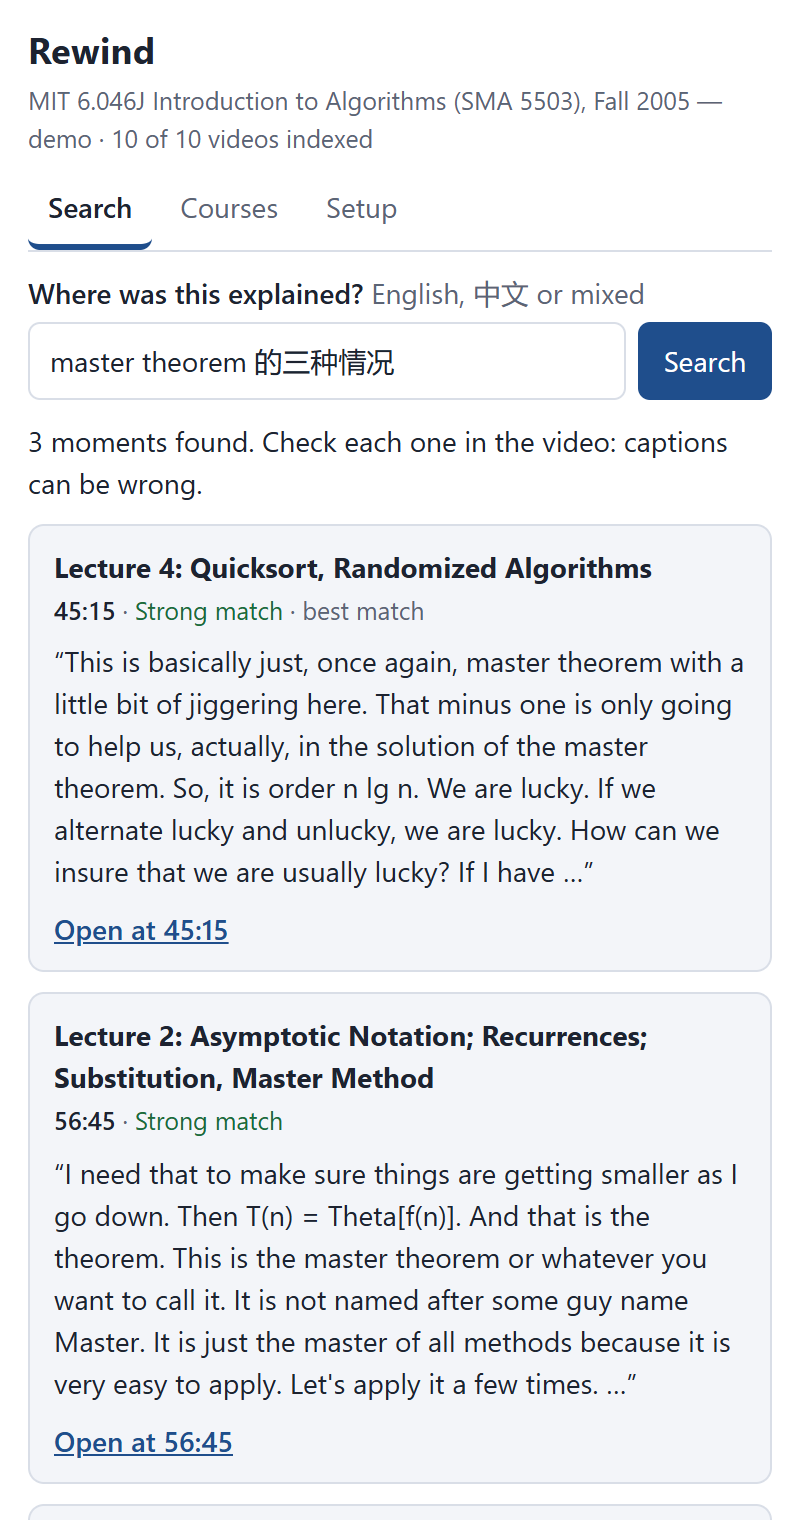 Rewind
MIT 6.046J Introduction to Algorithms (SMA 5503), Fall 2005 —
demo · 10 of 10 videos indexed
Search Courses Setup
Where was this explained? English, 中文 or mixed
master theorem 的三种情况 Search
3 moments found. Check each one in the video: captions
can be wrong.
Lecture 4: Quicksort, Randomized Algorithms
45:15 · Strong match · best match
“This is basically just, once again, master theorem with a
little bit of jiggering here. That minus one is only going
to help us, actually, in the solution of the master
theorem. So, it is order n lg n. We are lucky. If we
alternate lucky and unlucky, we are lucky. How can we
insure that we are usually lucky? If I have ...”
Open at 45:15
Lecture 2: Asymptotic Notation; Recurrences;
Substitution, Master Method
56:45 · Strong match
“I need that to make sure things are getting smaller as I
go down. Then T(n) = Theta[f(n)]. And that is the
theorem. This is the master theorem or whatever you
want to call it. It is not named after some guy name
Master. It is just the master of all methods because it is
very easy to apply. Let's apply it a few times. ...”
Open at 56:45